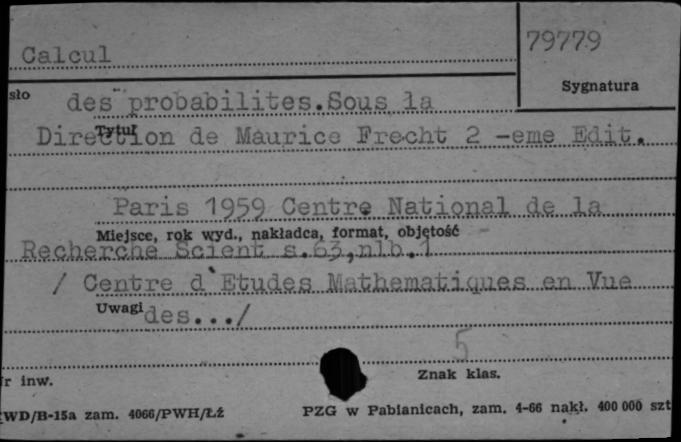 Calcul
79779
Sygnatura
sło
des probabilites.Sous la
Tytuł
Direction de Maurice Frecht 2 -eme Edit.
Paris 1959 Centre National de la
Miejsce, rok wyd., nakładca, format, objętość
Recherche Scient s.63,nlb.1
/ Centre d'Etudes Mathematiques en Vue
Uwagi
des.../
5
r inw.
Znak klas.
WD/B-15a zam. 4066/PWH/Łź
PZG w Pabianicach, zam. 4-66 nakł. 400 000 szt